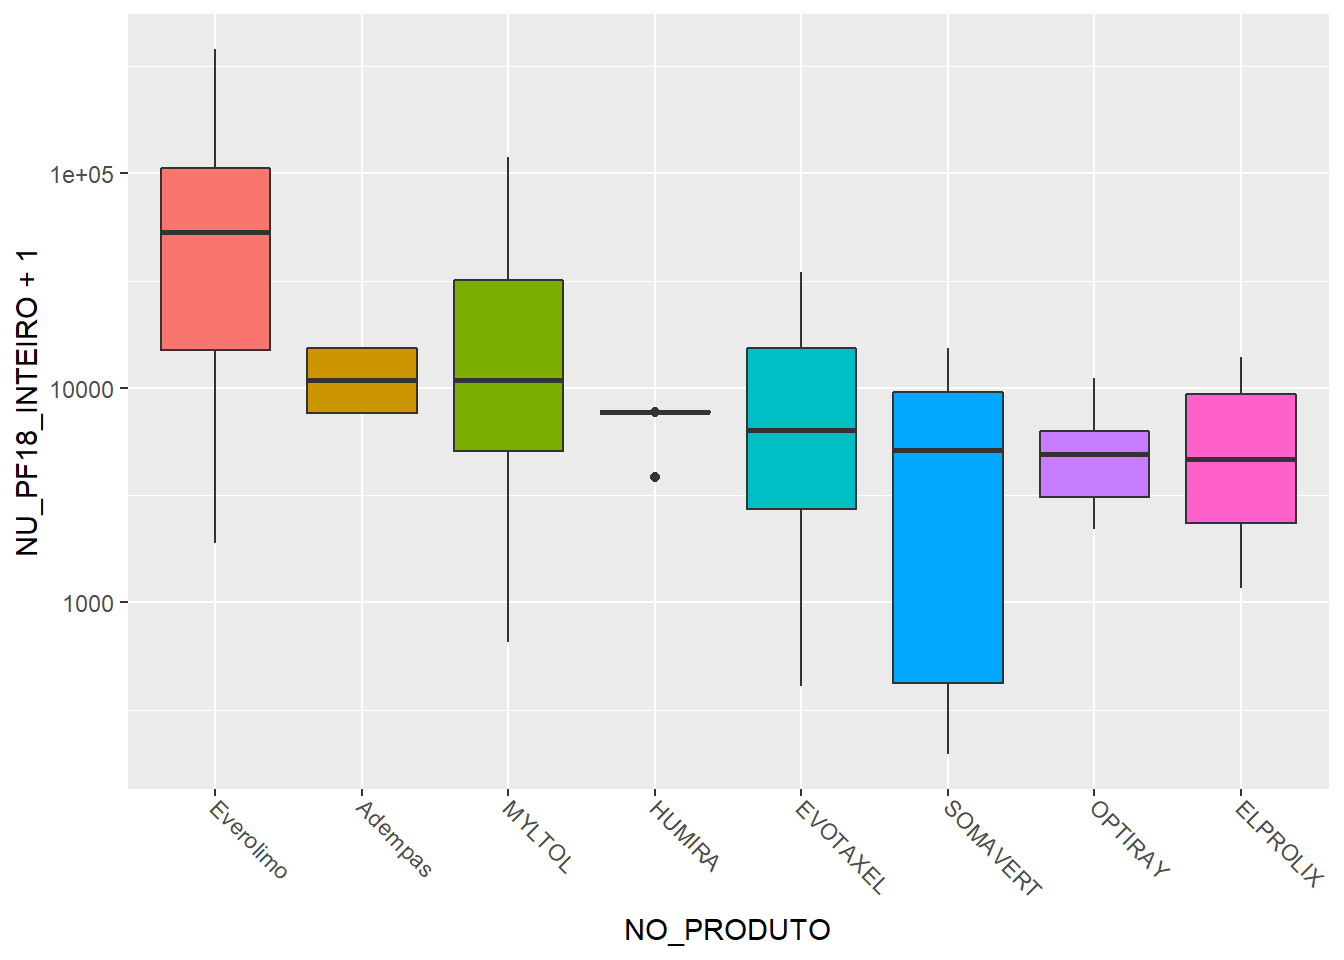 NU_PF18_INTEIRO + 1
1e+05
10000
1000
Everolimo
Adempas
MYLTOL
HUMIRA
EVOTAXEL
SOMAVERT
OPTIRAY
ELPROLIX
NO_PRODUTO